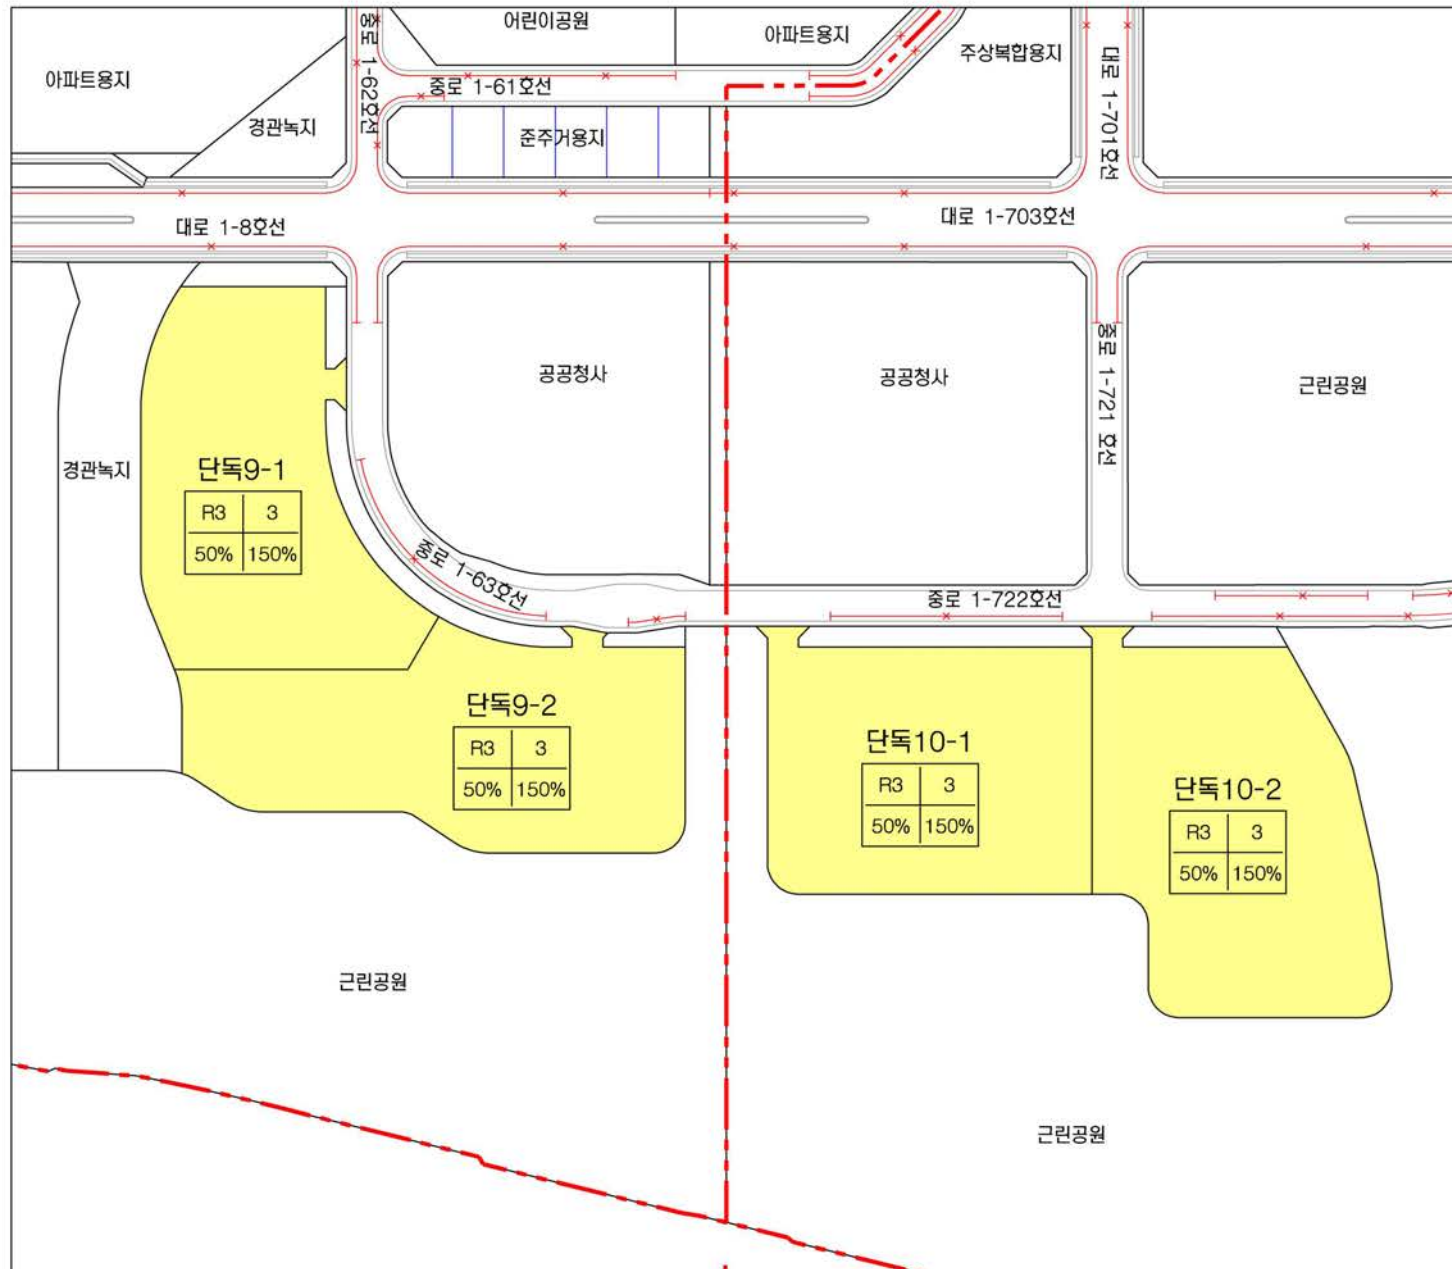 어린이공원
아파트용지
주상복합용지
아파트용지
중로 1-62호선
중로 1-61호선
대로 1-701호선
경관녹지
준주거용지
대로 1-8호선
대로 1-703호선
공공청사
공공청사
근린공원
중로 1-721 호선
경관녹지
단독9-1
R3 3
50% 150%
중로 1-63호선
중로 1-722호선
단독9-2
R3 3
50% 150%
단독10-1
R3 3
50% 150%
단독10-2
R3 3
50% 150%
근린공원
근린공원